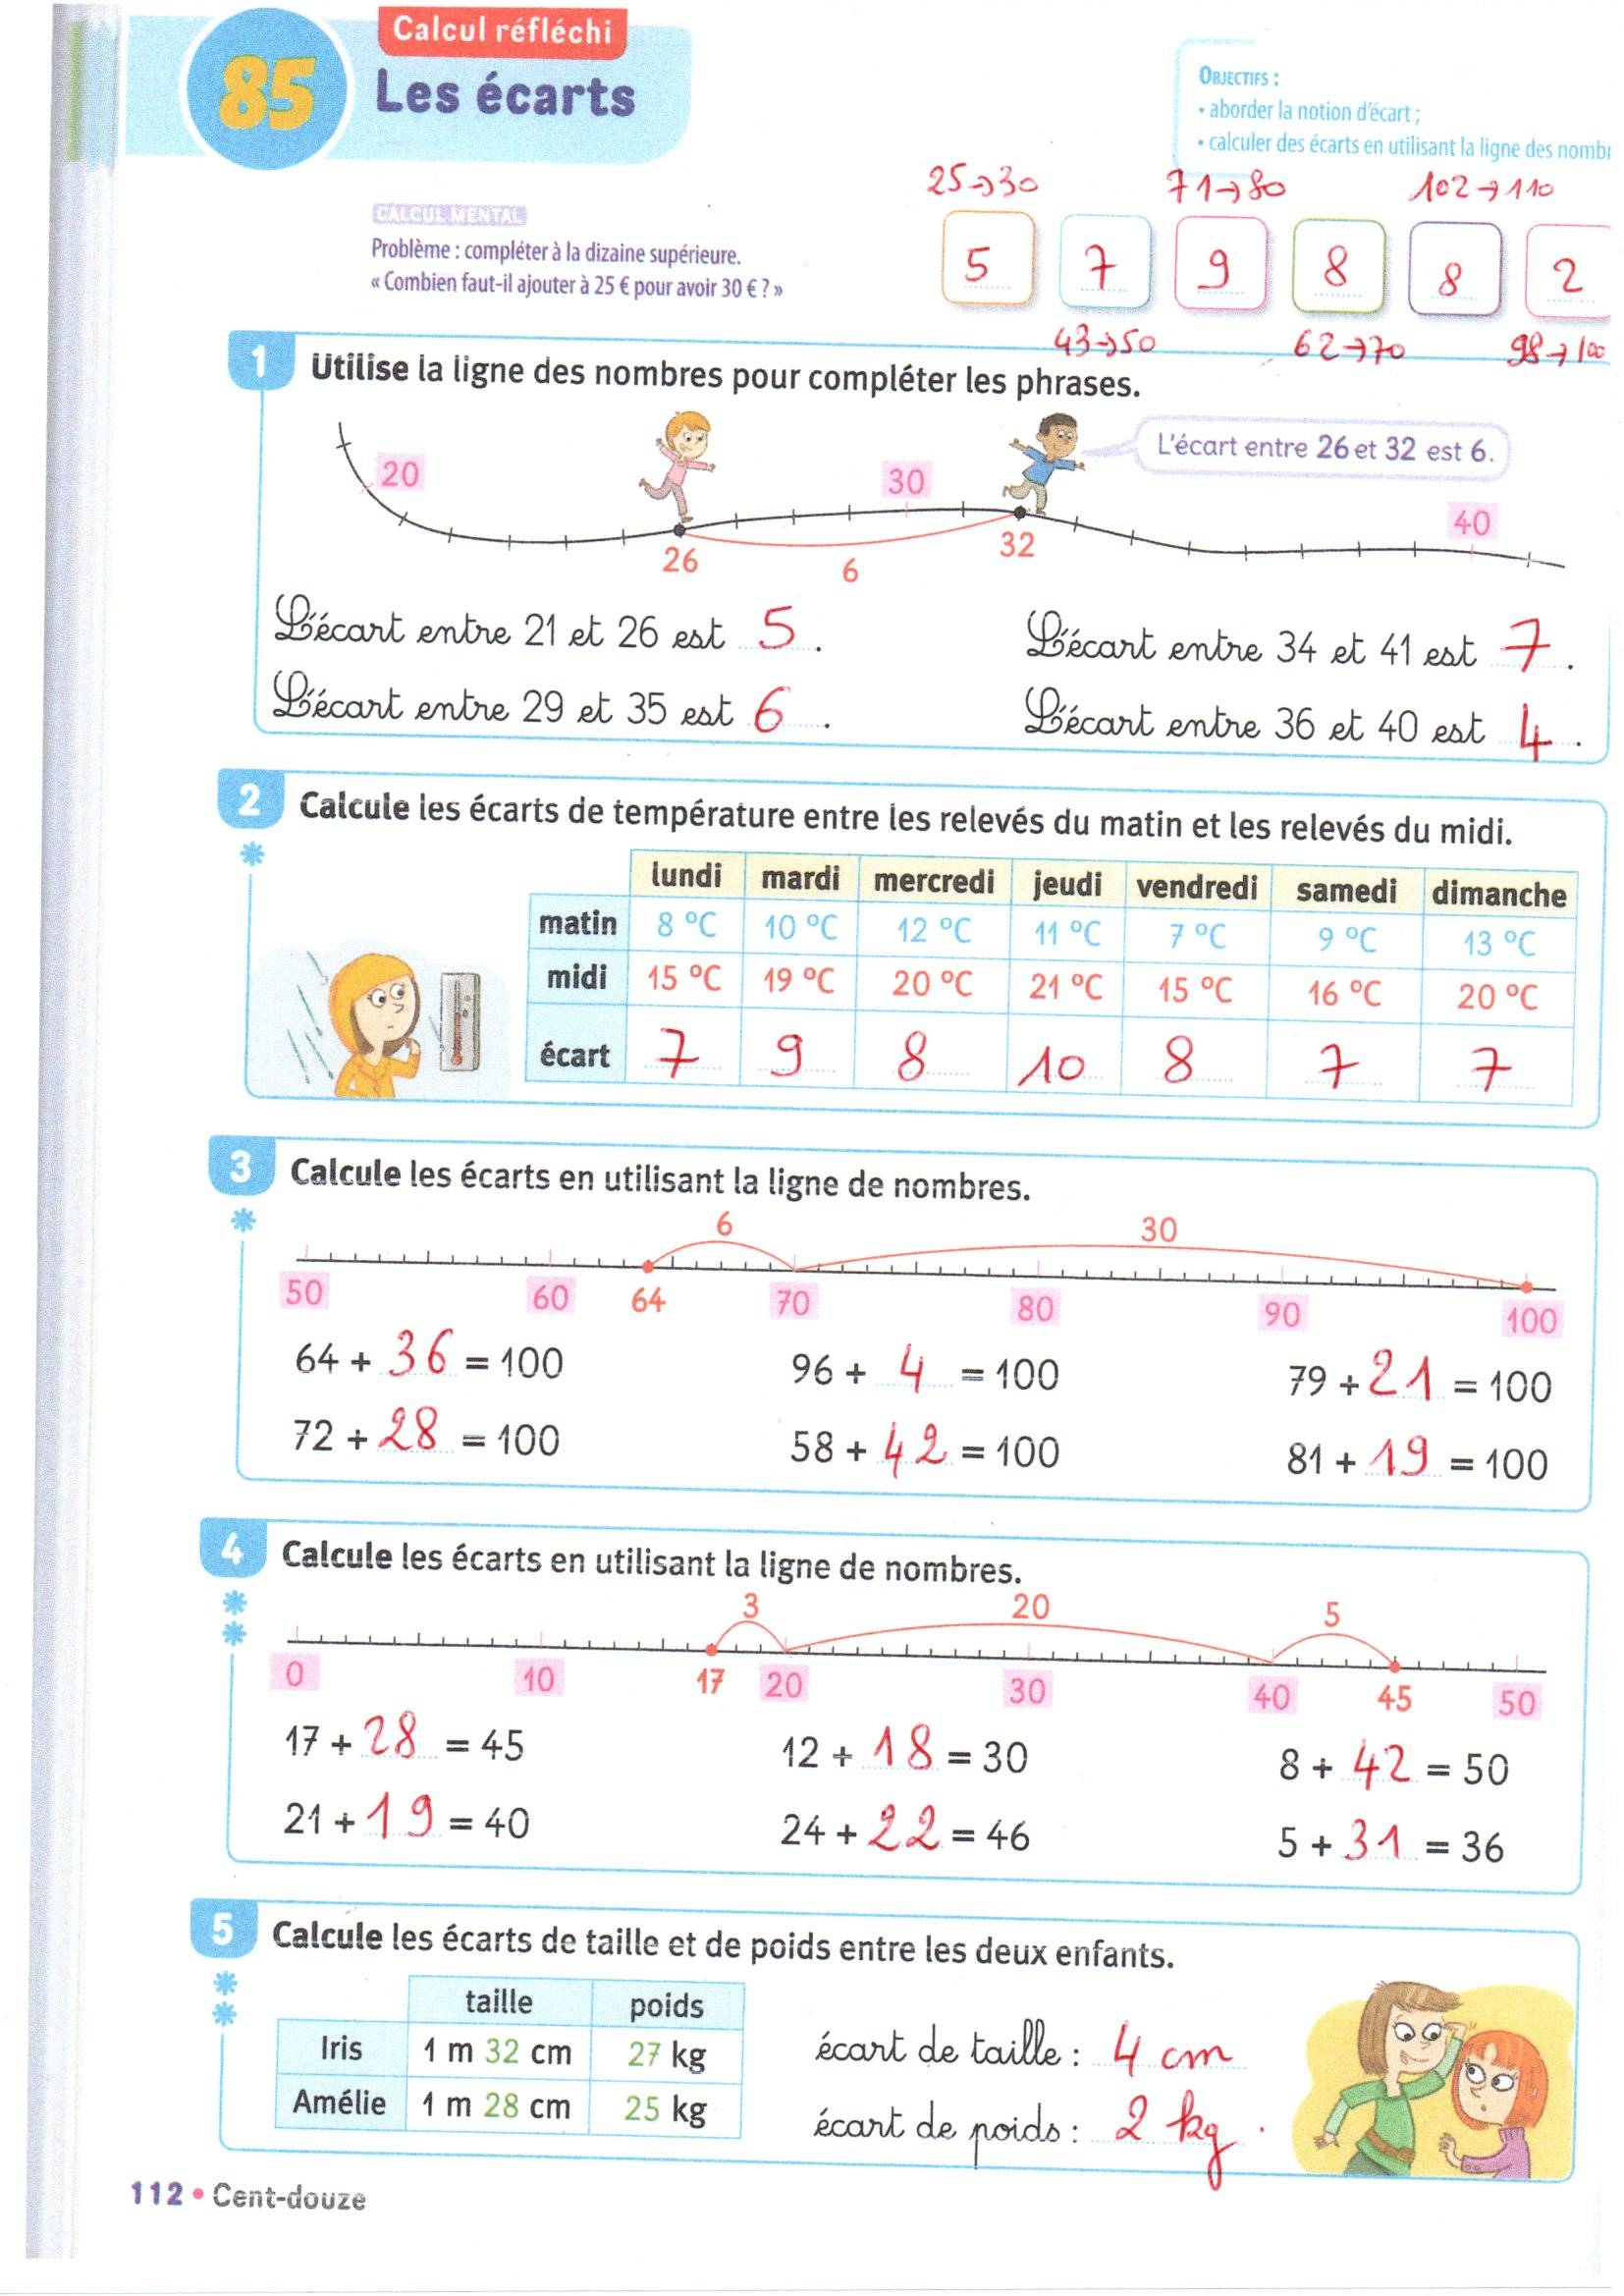 Calcul réfléchi
85
Les écarts
OBJECTIFS :
• aborder la notion d'écart ;
• calculer des écarts en utilisant la ligne des nombr
25→30 71→80 102→110
CALCUL MENTAL
Problème : compléter à la dizaine supérieure.
« Combien faut-il ajouter à 25 € pour avoir 30 € ? »
5 7 9 8 8 2
43→50 62→70 98→100
1 Utilise la ligne des nombres pour compléter les phrases.
L'écart entre 26 et 32 est 6.
20 30 40
26 6 32
L'écart entre 21 et 26 est 5.
L'écart entre 34 et 41 est 7.
L'écart entre 29 et 35 est 6.
L'écart entre 36 et 40 est 4.
2 Calcule les écarts de température entre les relevés du matin et les relevés du midi.
lundi mardi mercredi jeudi vendredi samedi dimanche
matin 8 °C 10 °C 12 °C 11 °C 7 °C 9 °C 13 °C
midi 15 °C 19 °C 20 °C 21 °C 15 °C 16 °C 20 °C
écart 7 9 8 10 8 7 7
3 Calcule les écarts en utilisant la ligne de nombres.
6 30
50 60 64 70 80 90 100
64 + 36 = 100 96 + 4 = 100 79 + 21 = 100
72 + 28 = 100 58 + 42 = 100 81 + 19 = 100
4 Calcule les écarts en utilisant la ligne de nombres.
3 20 5
0 10 17 20 30 40 45 50
17 + 28 = 45 12 + 18 = 30 8 + 42 = 50
21 + 19 = 40 24 + 22 = 46 5 + 31 = 36
5 Calcule les écarts de taille et de poids entre les deux enfants.
taille poids
Iris 1 m 32 cm 27 kg
Amélie 1 m 28 cm 25 kg
écart de taille : 4 cm
écart de poids : 2 kg.
112 • Cent-douze